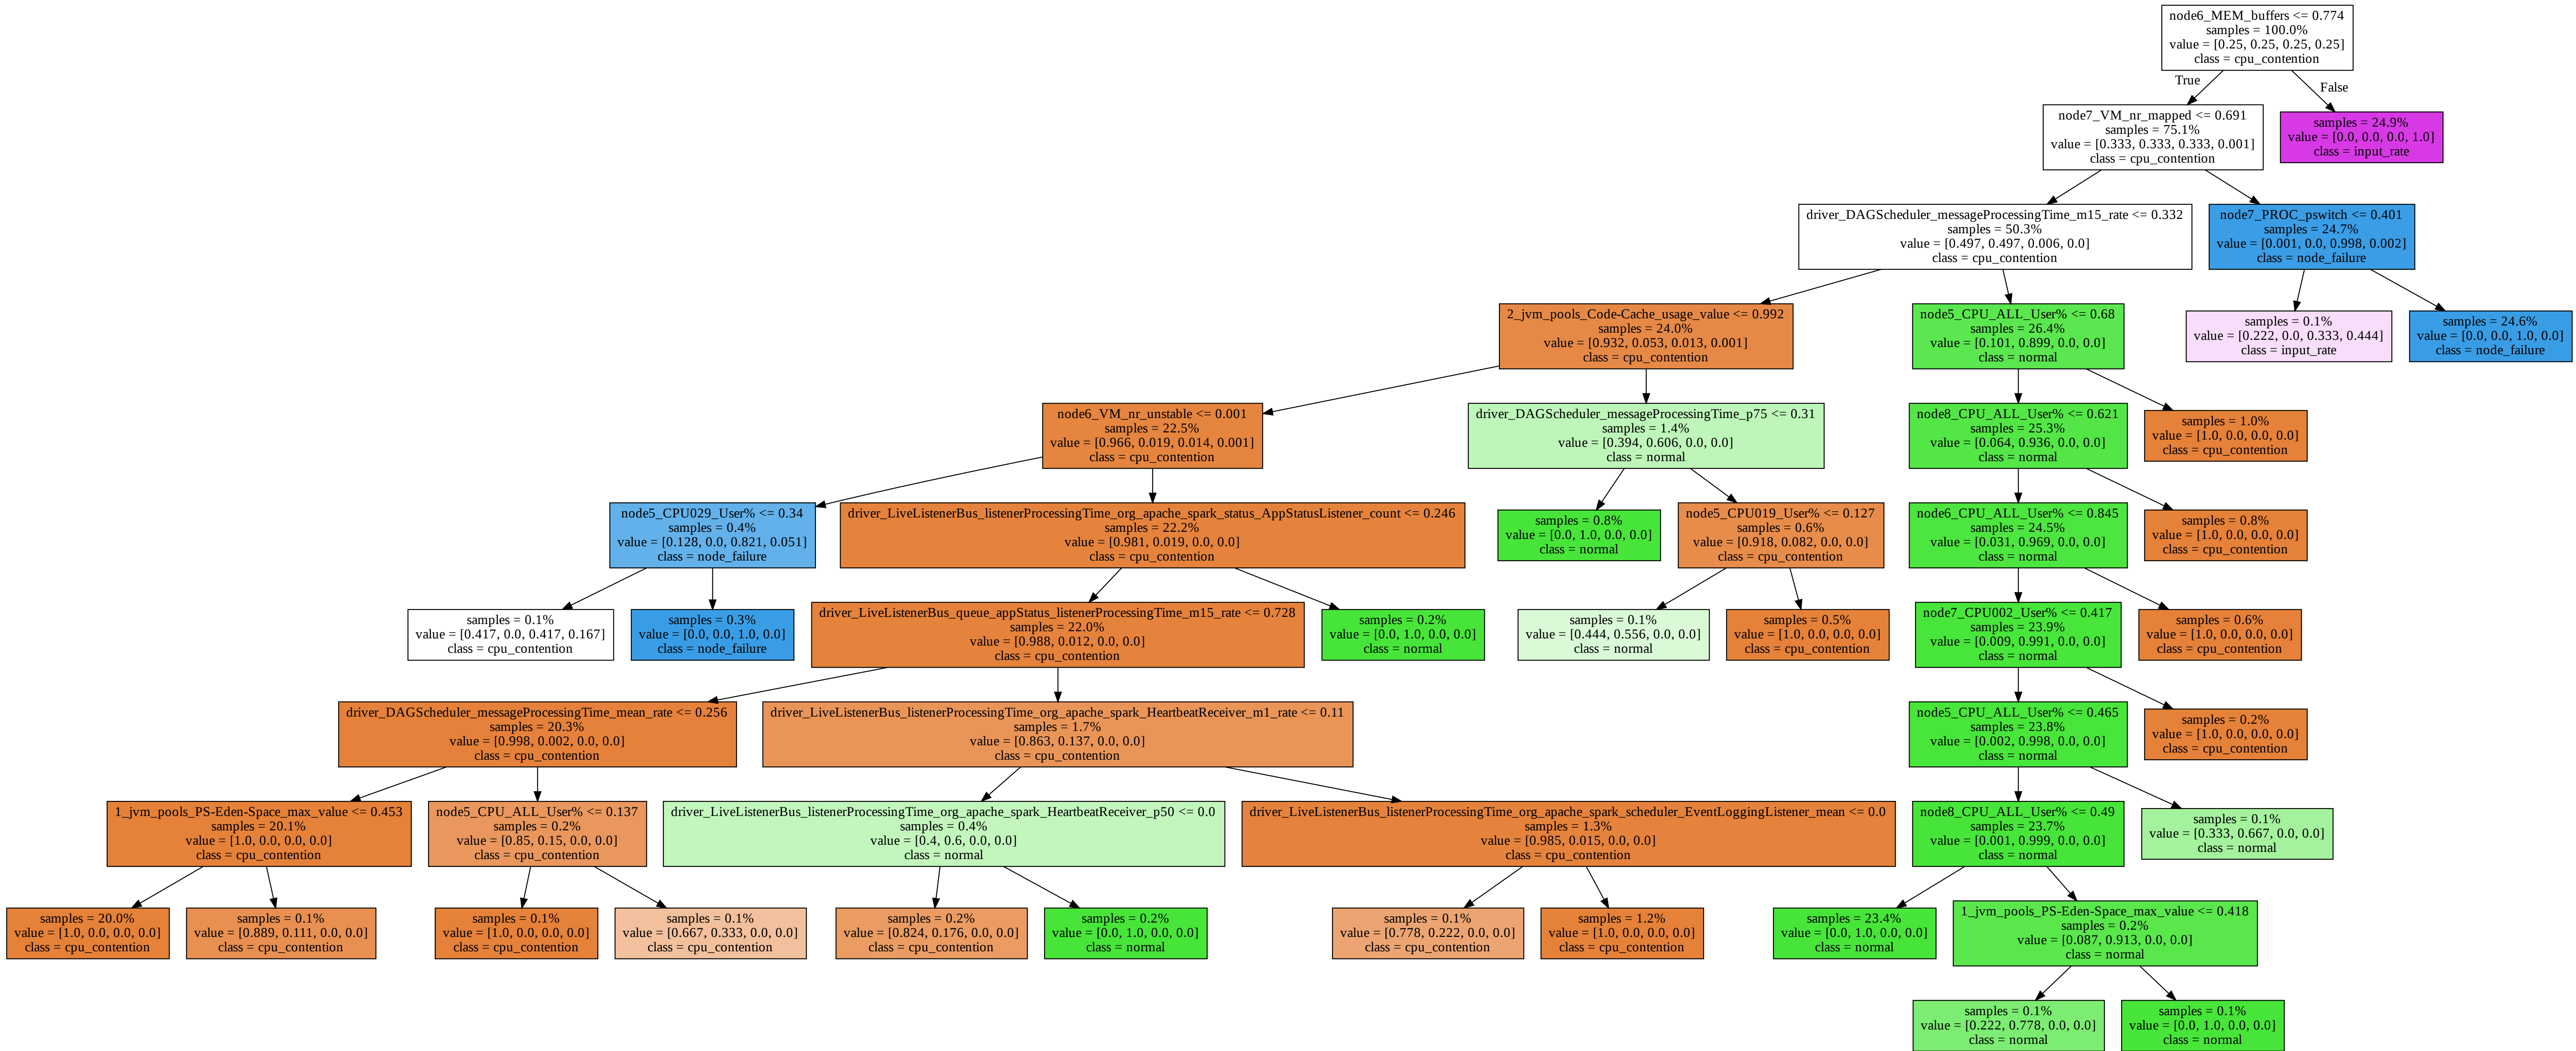 node6_MEM_buffers <= 0.774
samples = 100.0%
value = [0.25, 0.25, 0.25, 0.25]
class = cpu_contention
True
False
node7_VM_nr_mapped <= 0.691
samples = 75.1%
value = [0.333, 0.333, 0.333, 0.001]
class = cpu_contention
samples = 24.9%
value = [0.0, 0.0, 0.0, 1.0]
class = input_rate
driver_DAGScheduler_messageProcessingTime_m15_rate <= 0.332
samples = 50.3%
value = [0.497, 0.497, 0.006, 0.0]
class = cpu_contention
node7_PROC_pswitch <= 0.401
samples = 24.7%
value = [0.001, 0.0, 0.998, 0.002]
class = node_failure
2_jvm_pools_Code-Cache_usage_value <= 0.992
samples = 24.0%
value = [0.932, 0.053, 0.013, 0.001]
class = cpu_contention
node5_CPU_ALL_User% <= 0.68
samples = 26.4%
value = [0.101, 0.899, 0.0, 0.0]
class = normal
samples = 0.1%
value = [0.222, 0.0, 0.333, 0.444]
class = input_rate
samples = 24.6%
value = [0.0, 0.0, 1.0, 0.0]
class = node_failure
node6_VM_nr_unstable <= 0.001
samples = 22.5%
value = [0.966, 0.019, 0.014, 0.001]
class = cpu_contention
driver_DAGScheduler_messageProcessingTime_p75 <= 0.31
samples = 1.4%
value = [0.394, 0.606, 0.0, 0.0]
class = normal
node8_CPU_ALL_User% <= 0.621
samples = 25.3%
value = [0.064, 0.936, 0.0, 0.0]
class = normal
samples = 1.0%
value = [1.0, 0.0, 0.0, 0.0]
class = cpu_contention
node5_CPU029_User% <= 0.34
samples = 0.4%
value = [0.128, 0.0, 0.821, 0.051]
class = node_failure
driver_LiveListenerBus_listenerProcessingTime_org_apache_spark_status_AppStatusListener_count <= 0.246
samples = 22.2%
value = [0.981, 0.019, 0.0, 0.0]
class = cpu_contention
samples = 0.8%
value = [0.0, 1.0, 0.0, 0.0]
class = normal
node5_CPU019_User% <= 0.127
samples = 0.6%
value = [0.918, 0.082, 0.0, 0.0]
class = cpu_contention
node6_CPU_ALL_User% <= 0.845
samples = 24.5%
value = [0.031, 0.969, 0.0, 0.0]
class = normal
samples = 0.8%
value = [1.0, 0.0, 0.0, 0.0]
class = cpu_contention
samples = 0.1%
value = [0.417, 0.0, 0.417, 0.167]
class = cpu_contention
samples = 0.3%
value = [0.0, 0.0, 1.0, 0.0]
class = node_failure
driver_LiveListenerBus_queue_appStatus_listenerProcessingTime_m15_rate <= 0.728
samples = 22.0%
value = [0.988, 0.012, 0.0, 0.0]
class = cpu_contention
samples = 0.2%
value = [0.0, 1.0, 0.0, 0.0]
class = normal
samples = 0.1%
value = [0.444, 0.556, 0.0, 0.0]
class = normal
samples = 0.5%
value = [1.0, 0.0, 0.0, 0.0]
class = cpu_contention
node7_CPU002_User% <= 0.417
samples = 23.9%
value = [0.009, 0.991, 0.0, 0.0]
class = normal
samples = 0.6%
value = [1.0, 0.0, 0.0, 0.0]
class = cpu_contention
driver_DAGScheduler_messageProcessingTime_mean_rate <= 0.256
samples = 20.3%
value = [0.998, 0.002, 0.0, 0.0]
class = cpu_contention
driver_LiveListenerBus_listenerProcessingTime_org_apache_spark_HeartbeatReceiver_m1_rate <= 0.11
samples = 1.7%
value = [0.863, 0.137, 0.0, 0.0]
class = cpu_contention
node5_CPU_ALL_User% <= 0.465
samples = 23.8%
value = [0.002, 0.998, 0.0, 0.0]
class = normal
samples = 0.2%
value = [1.0, 0.0, 0.0, 0.0]
class = cpu_contention
1_jvm_pools_PS-Eden-Space_max_value <= 0.453
samples = 20.1%
value = [1.0, 0.0, 0.0, 0.0]
class = cpu_contention
node5_CPU_ALL_User% <= 0.137
samples = 0.2%
value = [0.85, 0.15, 0.0, 0.0]
class = cpu_contention
driver_LiveListenerBus_listenerProcessingTime_org_apache_spark_HeartbeatReceiver_p50 <= 0.0
samples = 0.4%
value = [0.4, 0.6, 0.0, 0.0]
class = normal
driver_LiveListenerBus_listenerProcessingTime_org_apache_spark_scheduler_EventLoggingListener_mean <= 0.0
samples = 1.3%
value = [0.985, 0.015, 0.0, 0.0]
class = cpu_contention
node8_CPU_ALL_User% <= 0.49
samples = 23.7%
value = [0.001, 0.999, 0.0, 0.0]
class = normal
samples = 0.1%
value = [0.333, 0.667, 0.0, 0.0]
class = normal
samples = 20.0%
value = [1.0, 0.0, 0.0, 0.0]
class = cpu_contention
samples = 0.1%
value = [0.889, 0.111, 0.0, 0.0]
class = cpu_contention
samples = 0.1%
value = [1.0, 0.0, 0.0, 0.0]
class = cpu_contention
samples = 0.1%
value = [0.667, 0.333, 0.0, 0.0]
class = cpu_contention
samples = 0.2%
value = [0.824, 0.176, 0.0, 0.0]
class = cpu_contention
samples = 0.2%
value = [0.0, 1.0, 0.0, 0.0]
class = normal
samples = 0.1%
value = [0.778, 0.222, 0.0, 0.0]
class = cpu_contention
samples = 1.2%
value = [1.0, 0.0, 0.0, 0.0]
class = cpu_contention
samples = 23.4%
value = [0.0, 1.0, 0.0, 0.0]
class = normal
1_jvm_pools_PS-Eden-Space_max_value <= 0.418
samples = 0.2%
value = [0.087, 0.913, 0.0, 0.0]
class = normal
samples = 0.1%
value = [0.222, 0.778, 0.0, 0.0]
class = normal
samples = 0.1%
value = [0.0, 1.0, 0.0, 0.0]
class = normal